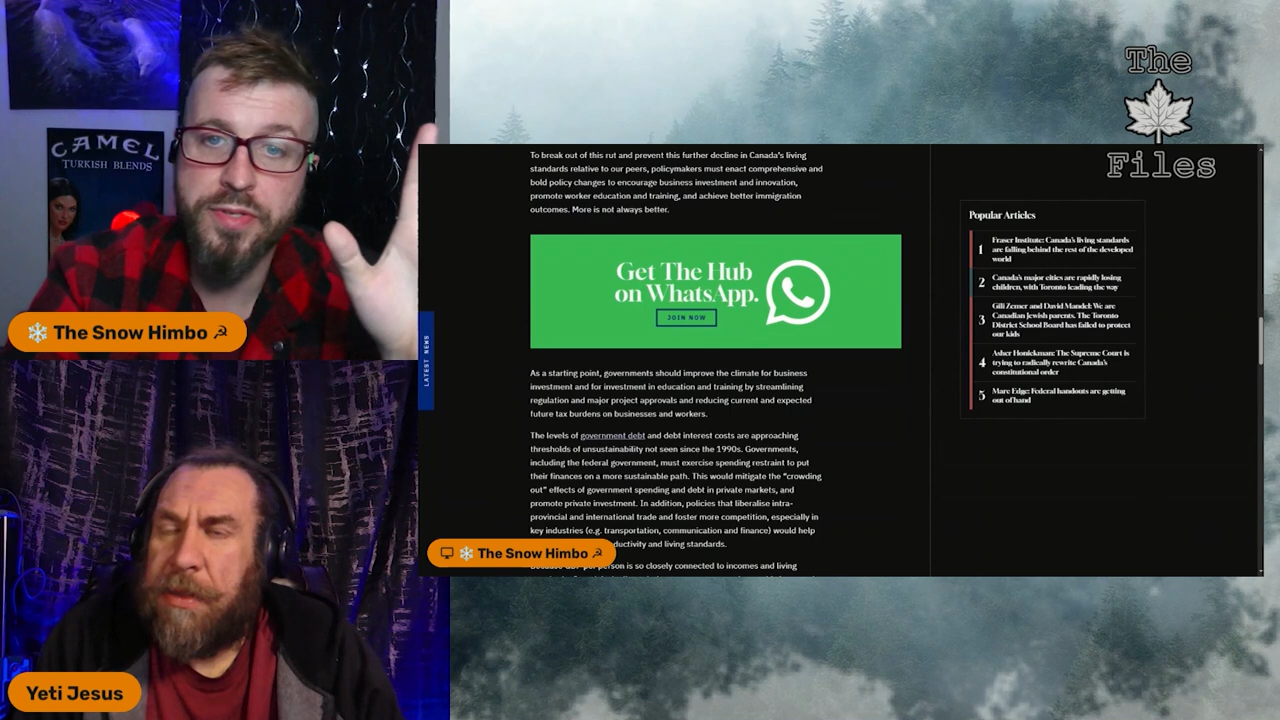 CAMEL
TURKISH BLENDS
❄️ The Snow Himbo ☭
Yeti Jesus
The
Files
To break out of this rut and prevent this further decline in Canada's living
standards relative to our peers, policymakers must enact comprehensive and
bold policy changes to encourage business investment and innovation,
promote worker education and training, and achieve better immigration
outcomes. More is not always better.
Get The Hub
on WhatsApp.
JOIN NOW
LATEST NEWS
As a starting point, governments should improve the climate for business
investment and for investment in education and training by streamlining
regulation and major project approvals and reducing current and expected
future tax burdens on businesses and workers.
The levels of government debt and debt interest costs are approaching
thresholds of unsustainability not seen since the 1990s. Governments,
including the federal government, must exercise spending restraint to put
their finances on a more sustainable path. This would mitigate the "crowding
out" effects of government spending and debt in private markets, and
promote private investment. In addition, policies that liberalise intra-
provincial and international trade and foster more competition, especially in
key industries (e.g. transportation, communication and finance) would help
and living standards.
❄️ The Snow Himbo ☭
person is so closely connected to incomes and living
Popular Articles
1 Fraser Institute: Canada's living standards
are falling behind the rest of the developed
world
2 Canada's major cities are rapidly losing
children, with Toronto leading the way
3 Gili Zemer and David Mandel: We are
Canadian Jewish parents. The Toronto
District School Board has failed to protect
our kids
4 Asher Honickman: The Supreme Court is
trying to radically rewrite Canada's
constitutional order
5 Marc Edge: Federal handouts are getting
out of hand